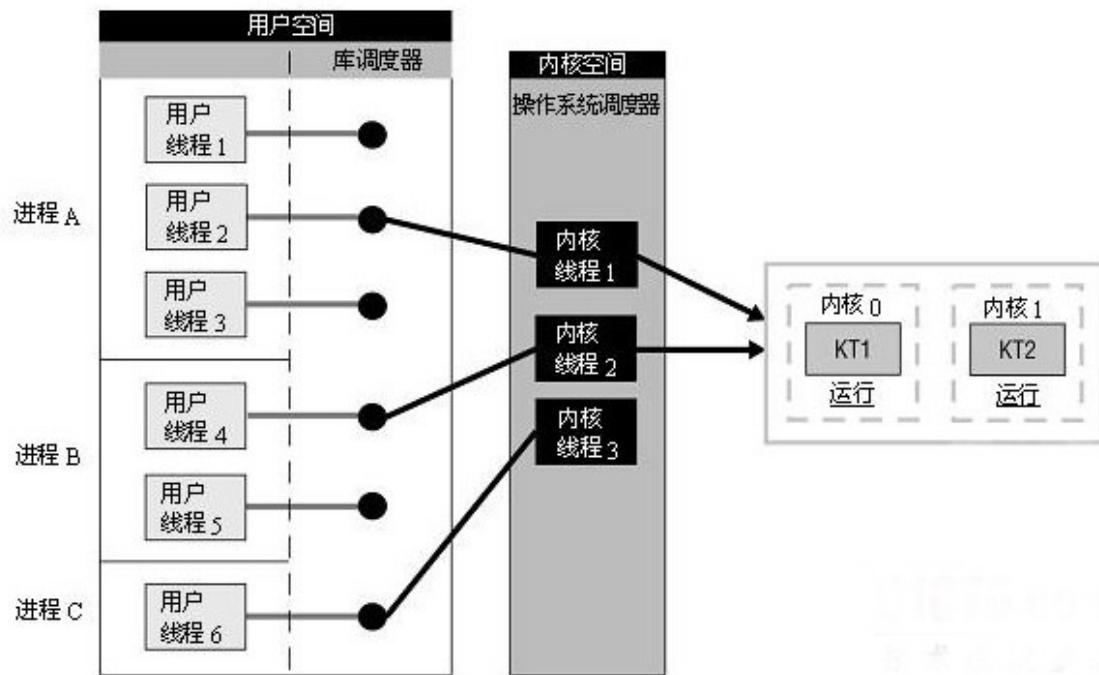 用户空间
库调度器
内核空间
操作系统调度器
进程A
用户
线程1
用户
线程2
用户
线程3
进程B
用户
线程4
用户
线程5
进程C
用户
线程6
内核
线程1
内核
线程2
内核
线程3
内核0
KT1
运行
内核1
KT2
运行